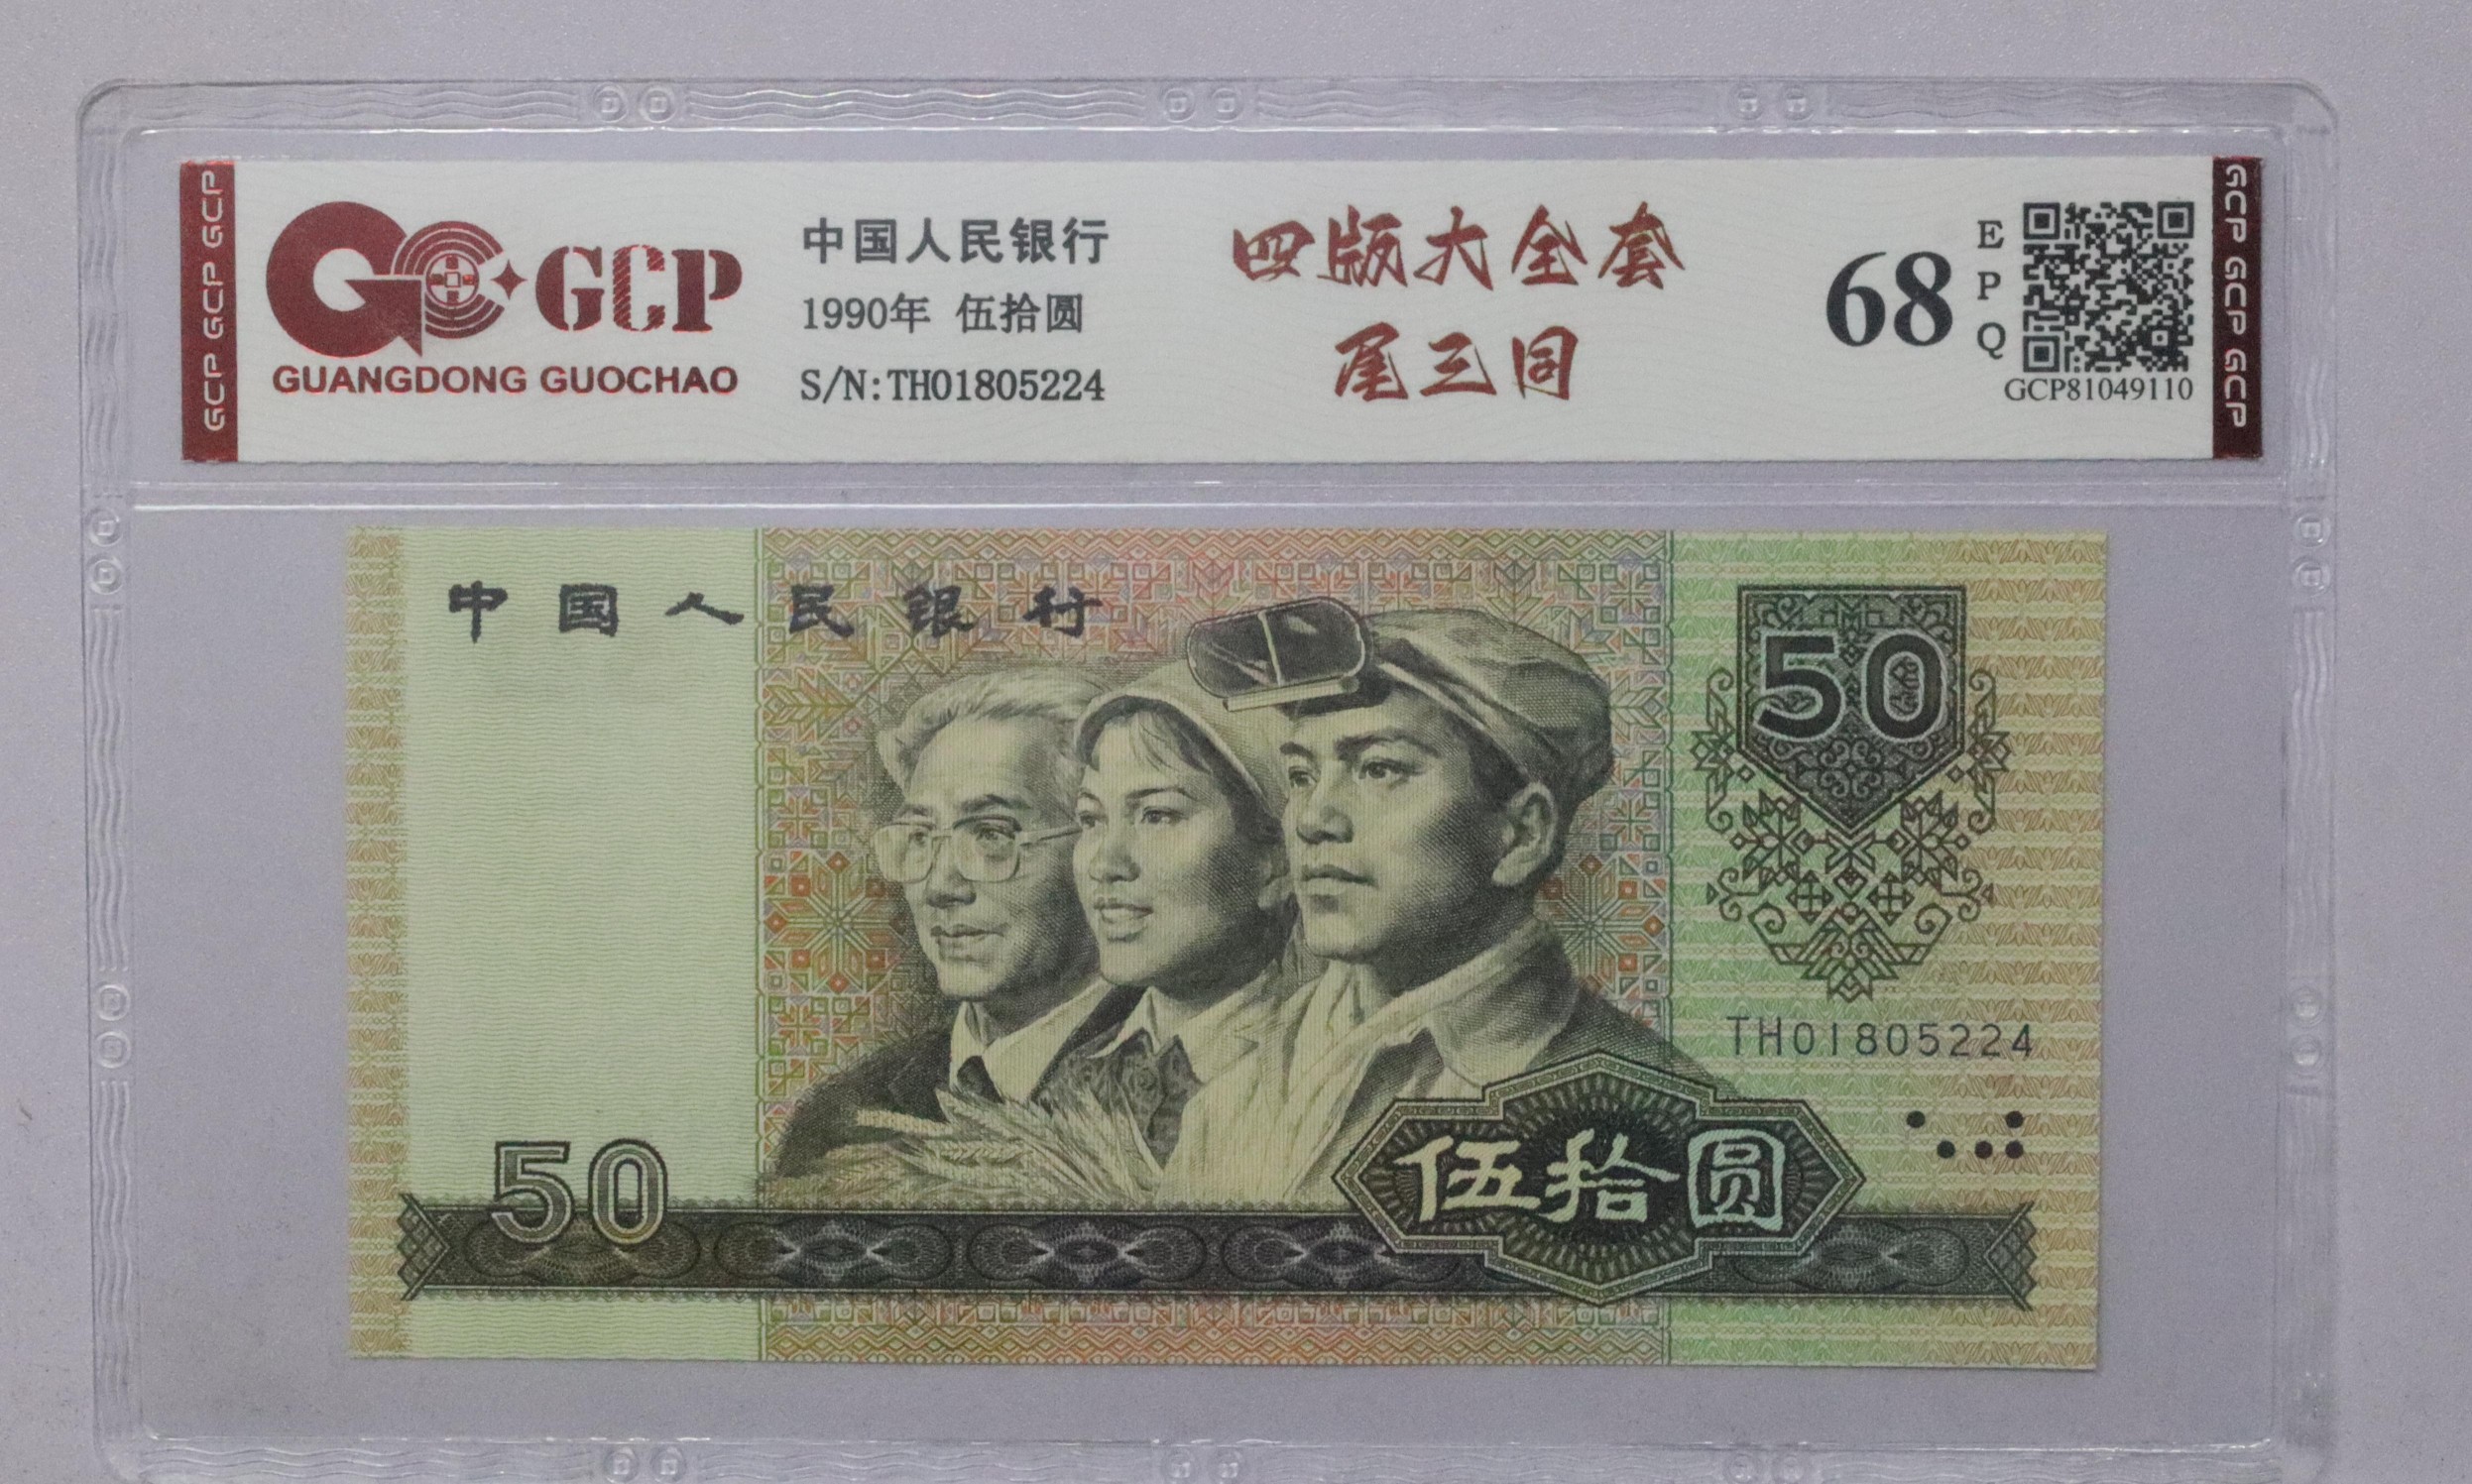 GCP GCP GCP
GCP
GUANGDONG GUOCHAO
中国人民银行
1990年 伍拾圆
S/N:TH01805224
四版大全套
尾三同
68
EPQ
GCP81049110
GCP GCP GCP
中国人民银行
50
TH01805224
50
伍拾圆